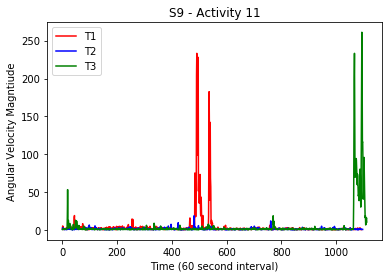 S9 - Activity 11
T1
T2
T3
Angular Velocity Magntiude
250
200
150
100
50
0
0 200 400 600 800 1000
Time (60 second interval)